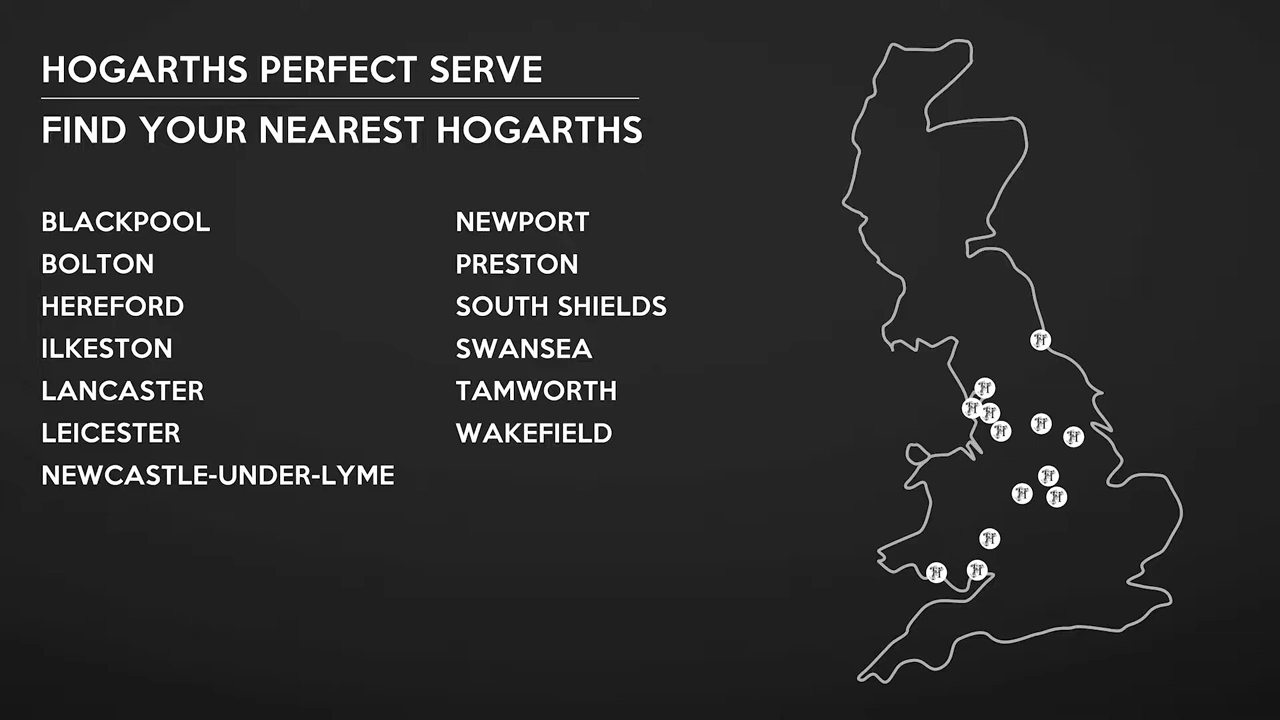 HOGARTHS PERFECT SERVE
FIND YOUR NEAREST HOGARTHS
BLACKPOOL
BOLTON
HEREFORD
ILKESTON
LANCASTER
LEICESTER
NEWCASTLE-UNDER-LYME
NEWPORT
PRESTON
SOUTH SHIELDS
SWANSEA
TAMWORTH
WAKEFIELD